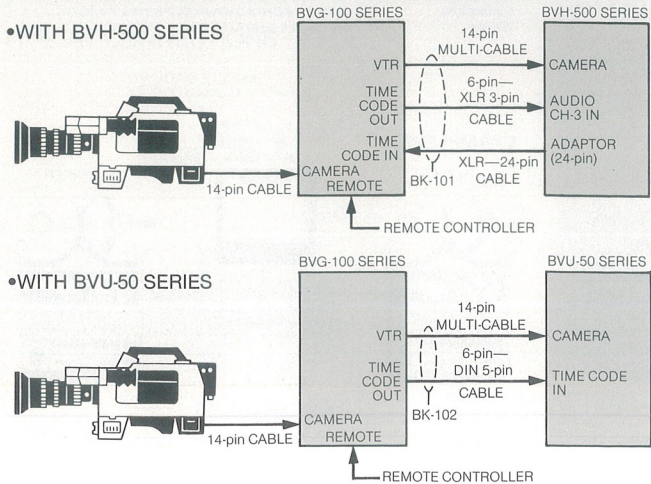 •WITH BVH-500 SERIES
BVG-100 SERIES
BVH-500 SERIES
14-pin
MULTI-CABLE
VTR
CAMERA
6-pin—
XLR 3-pin
CABLE
TIME
CODE
OUT
AUDIO
CH-3 IN
TIME
CODE IN
ADAPTOR
(24-pin)
XLR—24-pin
CABLE
BK-101
CAMERA
REMOTE
14-pin CABLE
REMOTE CONTROLLER
•WITH BVU-50 SERIES
BVG-100 SERIES
BVU-50 SERIES
14-pin
MULTI-CABLE
VTR
CAMERA
6-pin—
DIN 5-pin
CABLE
TIME
CODE
OUT
TIME CODE
IN
BK-102
CAMERA
REMOTE
14-pin CABLE
REMOTE CONTROLLER